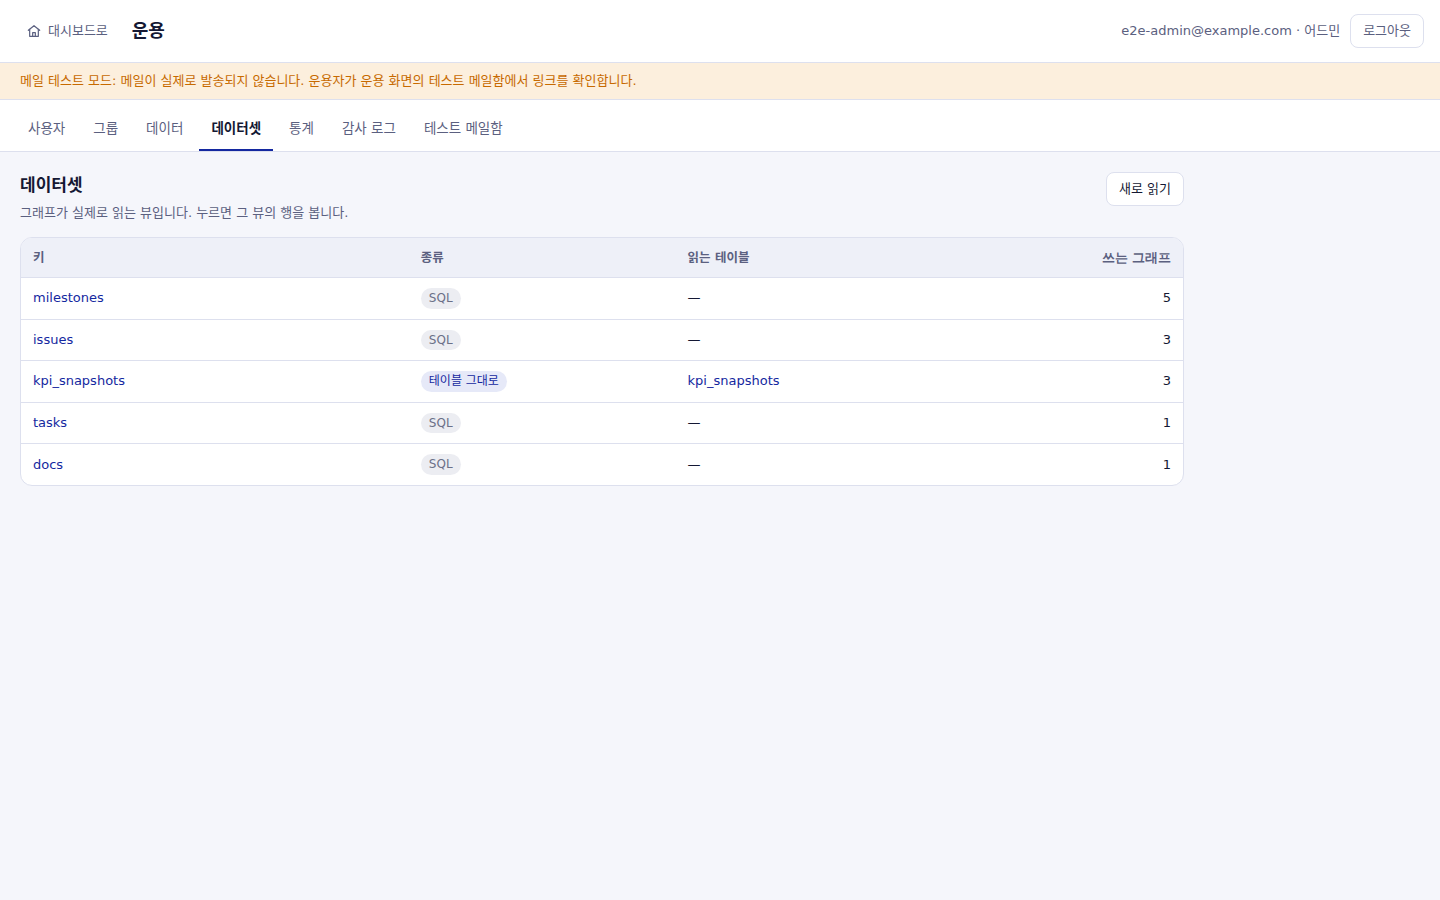 대시보드로 운용 e2e-admin@example.com · 어드민 로그아웃
메일 테스트 모드: 메일이 실제로 발송되지 않습니다. 운용자가 운용 화면의 테스트 메일함에서 링크를 확인합니다.
사용자 그룹 데이터 데이터셋 통계 감사 로그 테스트 메일함
데이터셋 새로 읽기
그래프가 실제로 읽는 뷰입니다. 누르면 그 뷰의 행을 봅니다.
키 종류 읽는 테이블 쓰는 그래프
milestones SQL — 5
issues SQL — 3
kpi_snapshots 테이블 그대로 kpi_snapshots 3
tasks SQL — 1
docs SQL — 1